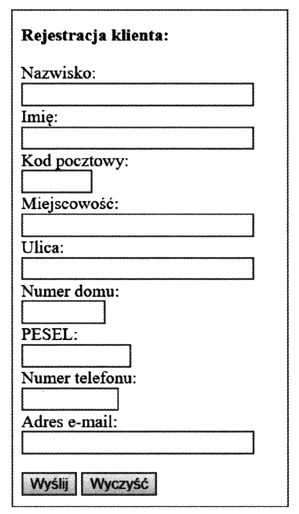 Rejestracja klienta:
Nazwisko:
Imię:
Kod pocztowy:
Miejscowość:
Ulica:
Numer domu:
PESEL:
Numer telefonu:
Adres e-mail:
Wyślij Wyczyść